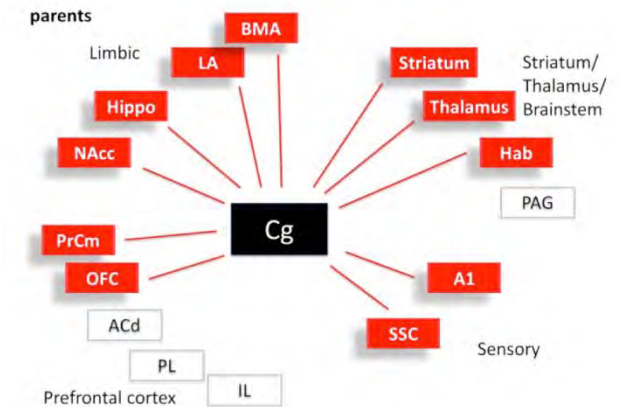 parents
BMA
Limbic
LA
Striatum
Striatum/
Thalamus/
Brainstem
Hippo
Thalamus
NAcc
Hab
PAG
Cg
PrCm
OFC
A1
ACd
SSC
Sensory
PL
IL
Prefrontal cortex